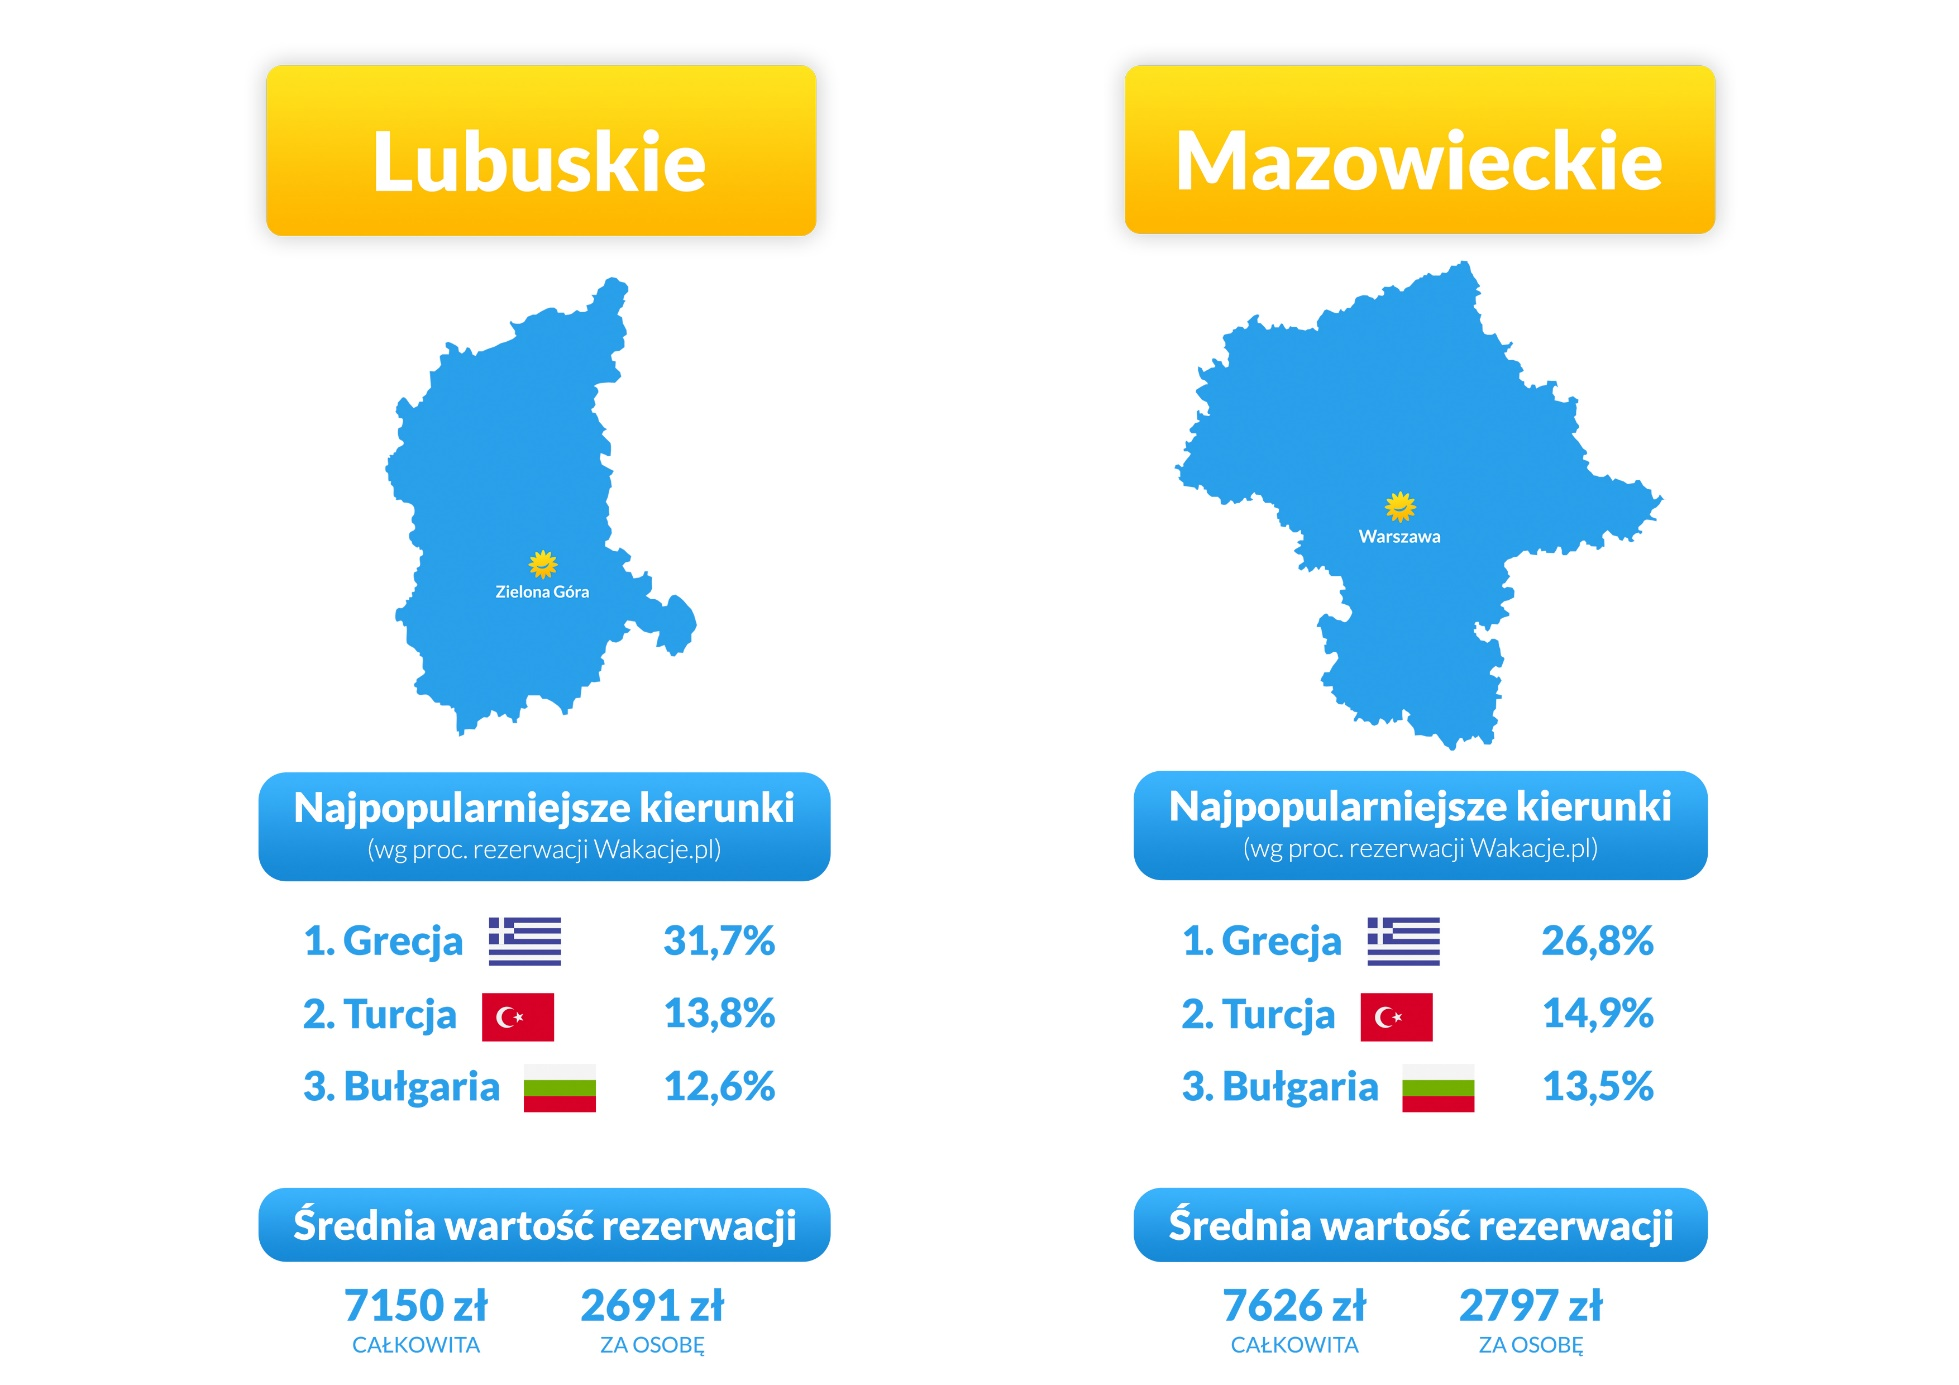 Lubuskie
Zielona Góra
Najpopularniejsze kierunki
(wg proc. rezerwacji Wakacje.pl)
1. Grecja 31,7%
2. Turcja 13,8%
3. Bułgaria 12,6%
Średnia wartość rezerwacji
7150 zł 2691 zł
CAŁKOWITA ZA OSOBĘ
Mazowieckie
Warszawa
Najpopularniejsze kierunki
(wg proc. rezerwacji Wakacje.pl)
1. Grecja 26,8%
2. Turcja 14,9%
3. Bułgaria 13,5%
Średnia wartość rezerwacji
7626 zł 2797 zł
CAŁKOWITA ZA OSOBĘ